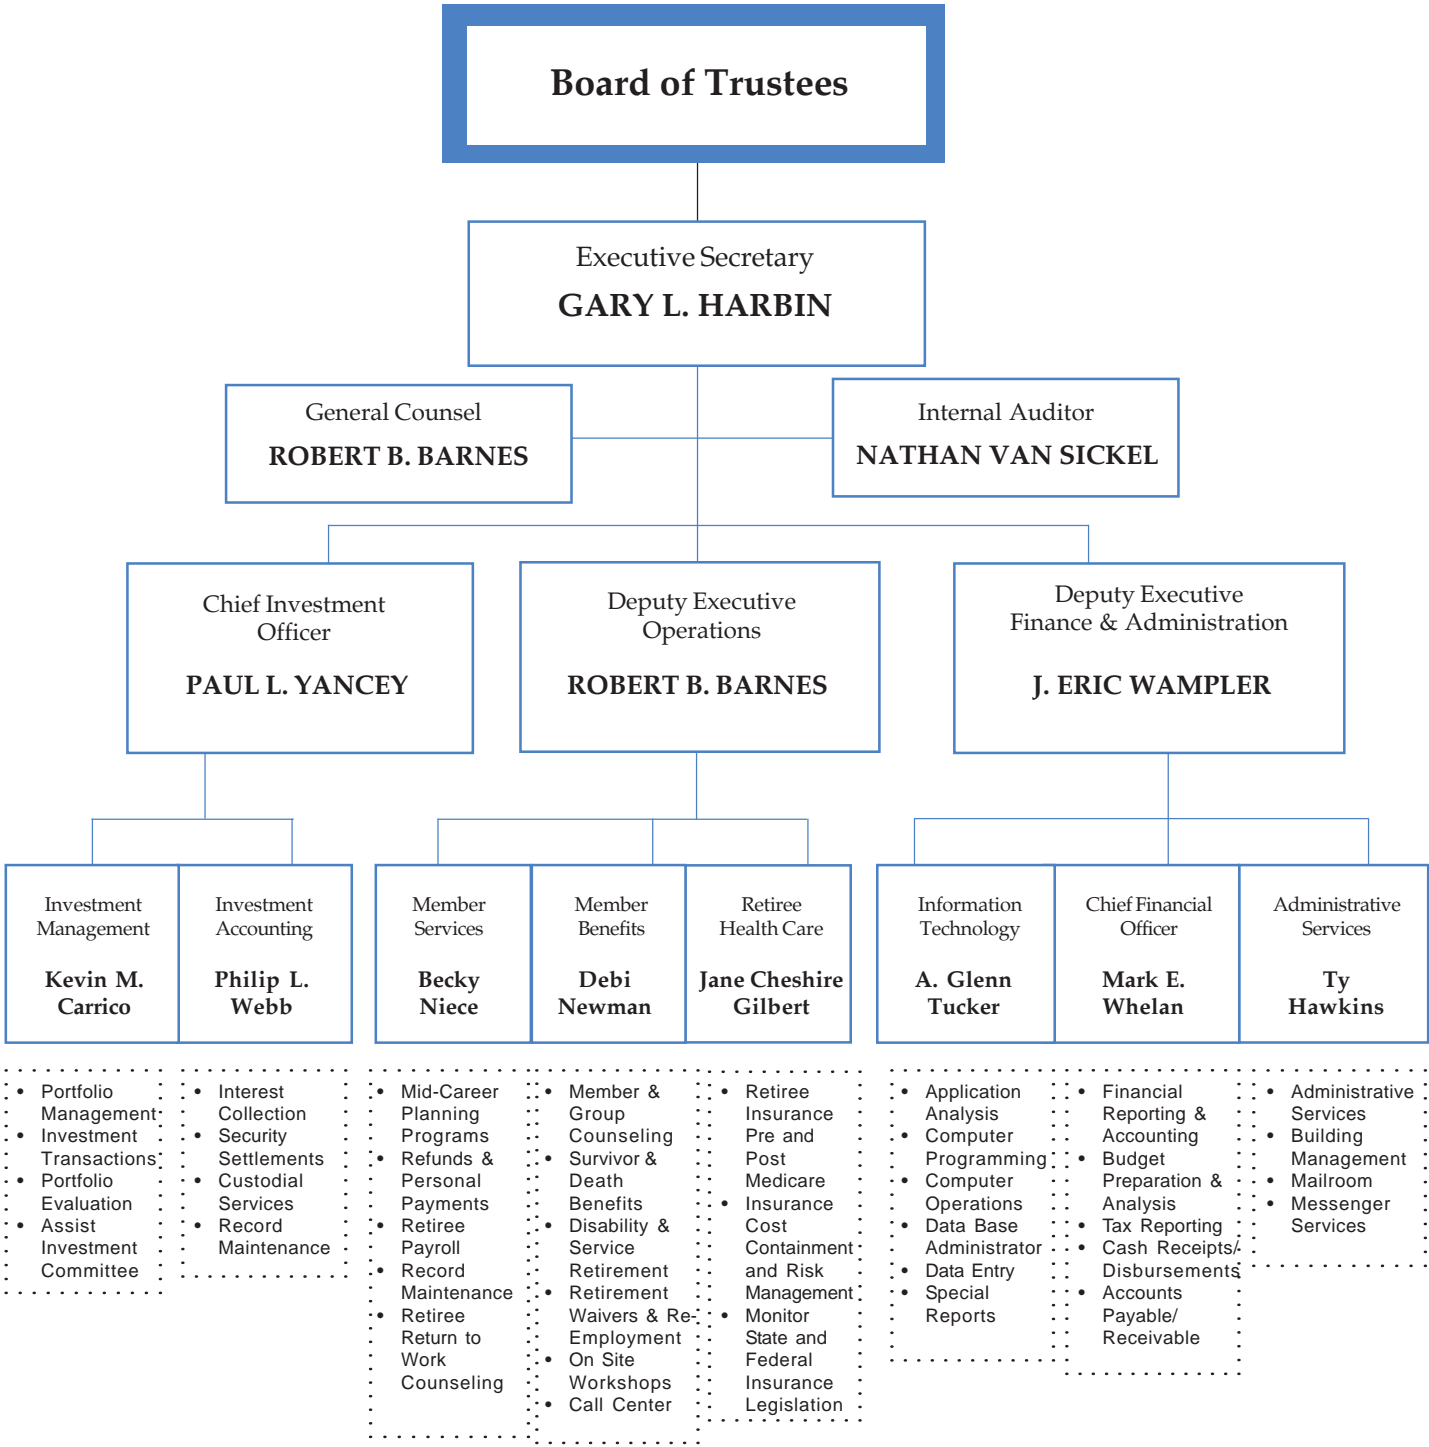 Board of Trustees
Executive Secretary
GARY L. HARBIN
General Counsel
ROBERT B. BARNES
Internal Auditor
NATHAN VAN SICKEL
Chief Investment
Officer
PAUL L. YANCEY
Deputy Executive
Operations
ROBERT B. BARNES
Deputy Executive
Finance & Administration
J. ERIC WAMPLER
Investment
Management
Kevin M.
Carrico
Investment
Accounting
Philip L.
Webb
Member
Services
Becky
Niece
Member
Benefits
Debi
Newman
Retiree
Health Care
Jane Cheshire
Gilbert
Information
Technology
A. Glenn
Tucker
Chief Financial
Officer
Mark E.
Whelan
Administrative
Services
Ty
Hawkins
• Portfolio
Management
• Investment
Transactions
• Portfolio
Evaluation
• Assist
Investment
Committee
• Interest
Collection
• Security
Settlements
• Custodial
Services
• Record
Maintenance
• Mid-Career
Planning
Programs
• Refunds &
Personal
Payments
• Retiree
Payroll
• Record
Maintenance
• Retiree
Return to
Work
Counseling
• Member &
Group
Counseling
• Survivor &
Death
Benefits
• Disability &
Service
Retirement
• Retirement
Waivers & Re-
Employment
• On Site
Workshops
• Call Center
• Retiree
Insurance
Pre and
Post
Medicare
• Insurance
Cost
Containment
and Risk
Management
• Monitor
State and
Federal
Insurance
Legislation
• Application
Analysis
• Computer
Programming
• Computer
Operations
• Data Base
Administrator
• Data Entry
• Special
Reports
• Financial
Reporting &
Accounting
• Budget
Preparation &
Analysis
• Tax Reporting
• Cash Receipts/
Disbursements
• Accounts
Payable/
Receivable
• Administrative
Services
• Building
Management
• Mailroom
• Messenger
Services